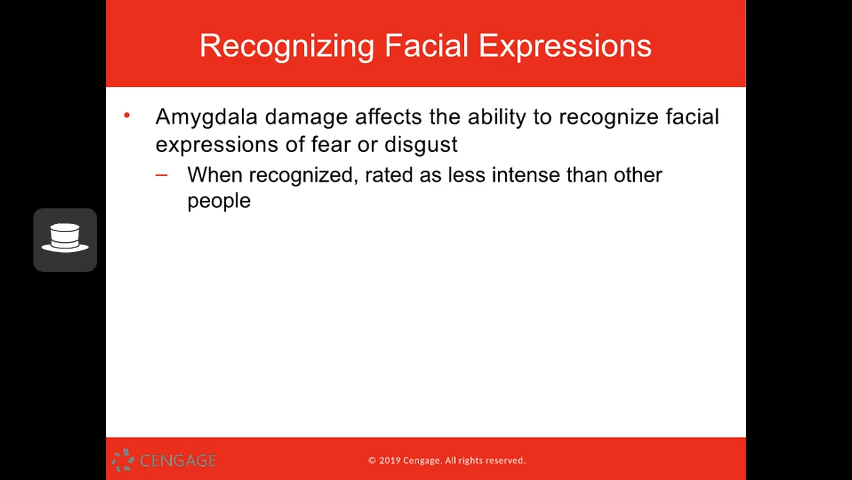 Recognizing Facial Expressions
• Amygdala damage affects the ability to recognize facial
expressions of fear or disgust
– When recognized, rated as less intense than other
people
CENGAGE
© 2019 Cengage. All rights reserved.